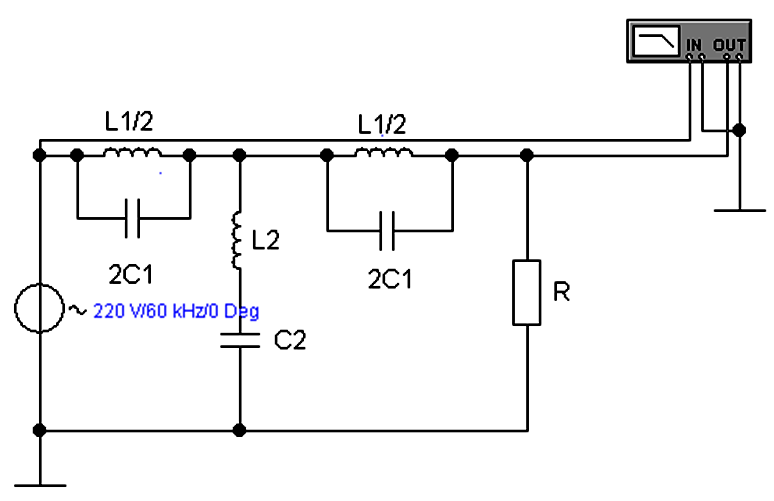 IN OUT
L1/2
L1/2
L2
2C1
2C1
220 V/60 kHz/0 Deg
R
C2